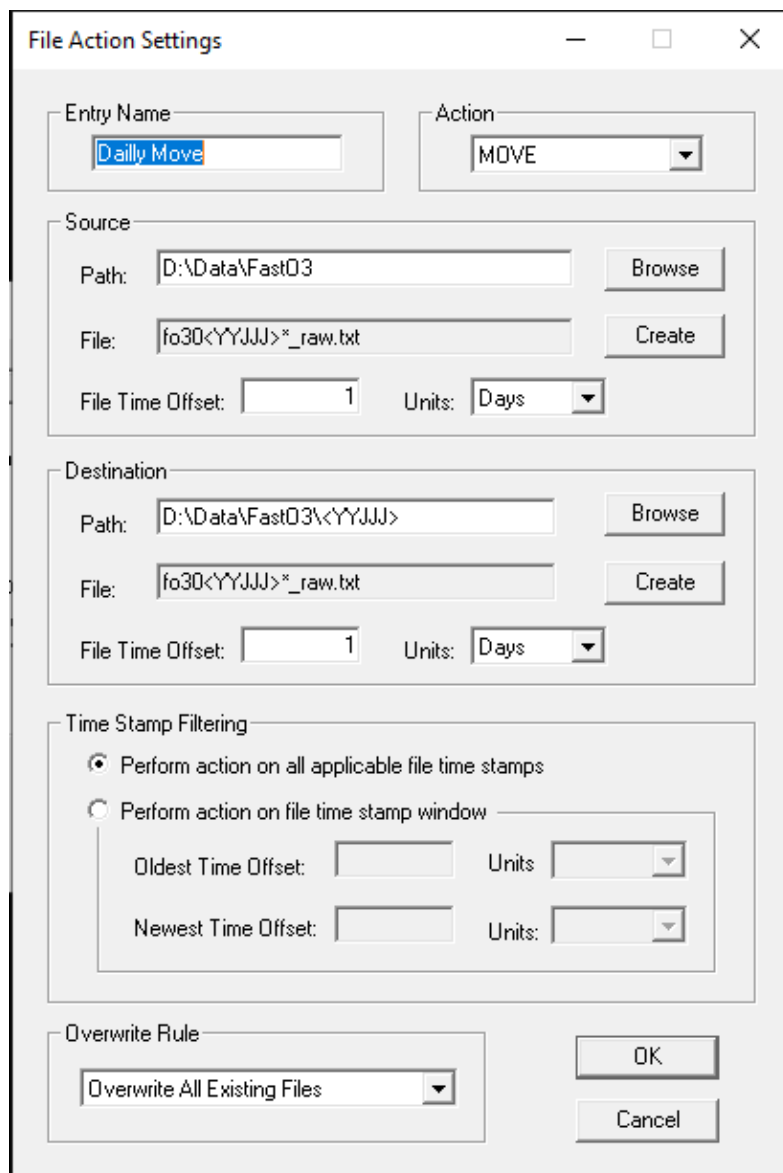 File Action Settings
Entry Name
Action
Dailly Move
MOVE
Source
Path: D:\Data\FastO3 Browse
File: fo30<YYJJJ>*_raw.txt Create
File Time Offset: 1 Units: Days
Destination
Path: D:\Data\FastO3\<YYJJJ> Browse
File: fo30<YYJJJ>*_raw.txt Create
File Time Offset: 1 Units: Days
Time Stamp Filtering
Perform action on all applicable file time stamps
Perform action on file time stamp window
Oldest Time Offset: Units
Newest Time Offset: Units:
Overwrite Rule
Overwrite All Existing Files
OK
Cancel